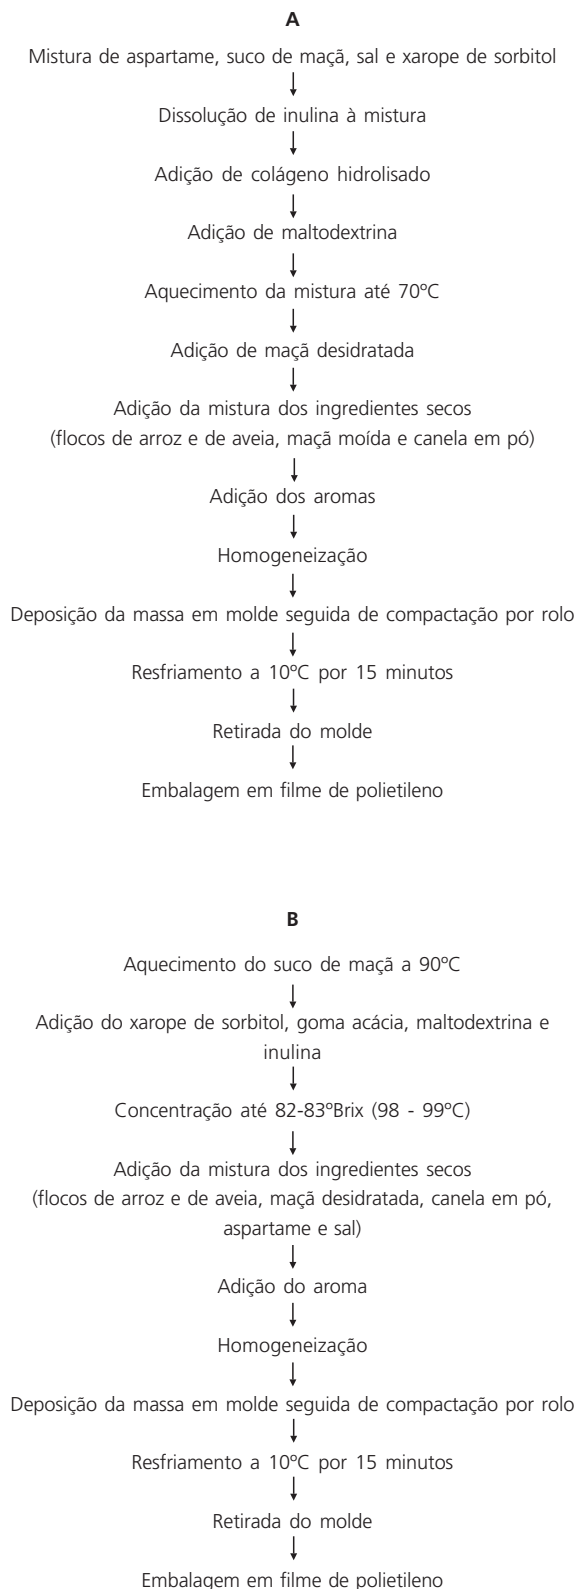 A
Mistura de aspartame, suco de maçã, sal e xarope de sorbitol
Dissolução de inulina à mistura
Adição de colágeno hidrolisado
Adição de maltodextrina
Aquecimento da mistura até 70ºC
Adição de maçã desidratada
Adição da mistura dos ingredientes secos
(flocos de arroz e de aveia, maçã moída e canela em pó)
Adição dos aromas
Homogeneização
Deposição da massa em molde seguida de compactação por rolo
Resfriamento a 10ºC por 15 minutos
Retirada do molde
Embalagem em filme de polietileno
B
Aquecimento do suco de maçã a 90ºC
Adição do xarope de sorbitol, goma acácia, maltodextrina e
inulina
Concentração até 82-83ºBrix (98 - 99ºC)
Adição da mistura dos ingredientes secos
(flocos de arroz e de aveia, maçã desidratada, canela em pó,
aspartame e sal)
Adição do aroma
Homogeneização
Deposição da massa em molde seguida de compactação por rolo
Resfriamento a 10ºC por 15 minutos
Retirada do molde
Embalagem em filme de polietileno